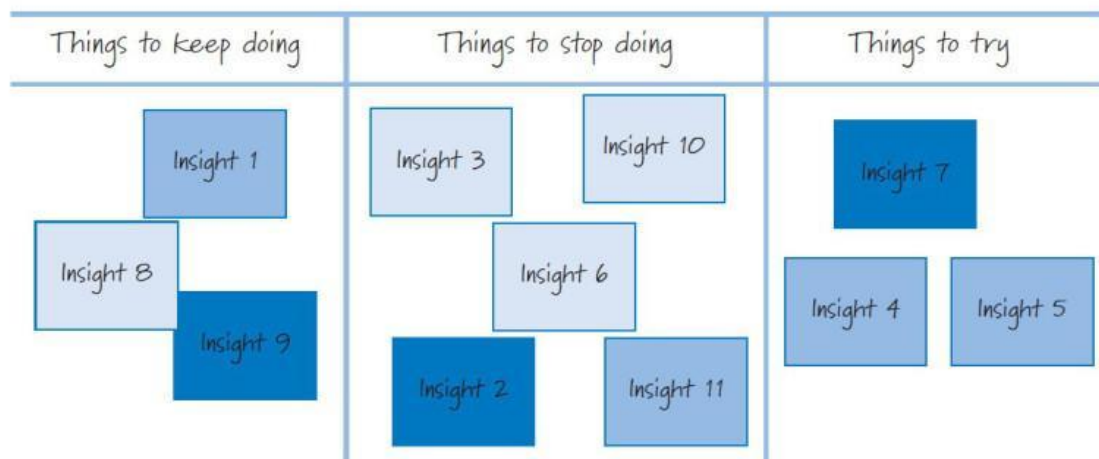 Things to keep doing
Things to stop doing
Things to try
Insight 1
Insight 8
Insight 9
Insight 3
Insight 10
Insight 6
Insight 2
Insight 11
Insight 7
Insight 4
Insight 5